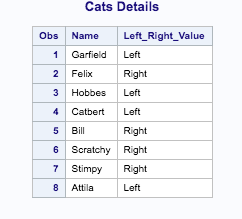 Cats Details
Obs Name Left_Right_Value
1 Garfield Left
2 Felix Right
3 Hobbes Left
4 Catbert Left
5 Bill Right
6 Scratchy Right
7 Stimpy Right
8 Attila Left